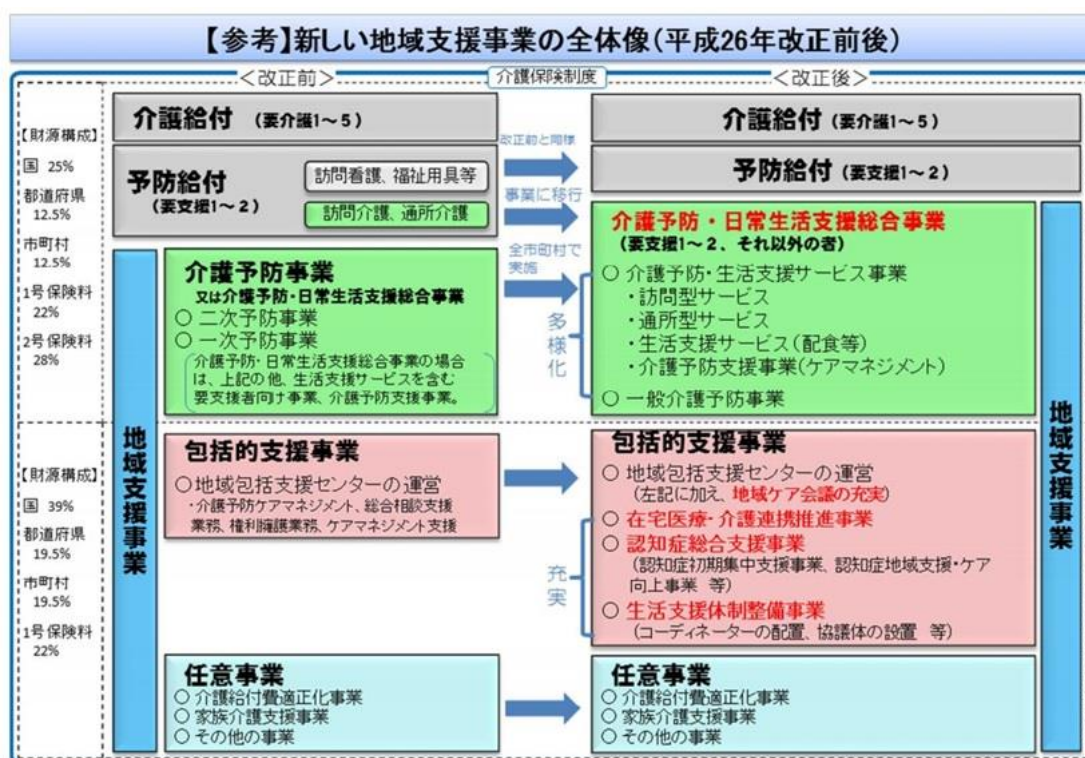 【参考】新しい地域支援事業の全体像(平成26年改正前後)
介護保険制度
<改正前>
<改正後>
【財源構成】
国 25%
都道府県
12.5%
市町村
12.5%
1号保険料
22%
2号保険料
28%
介護給付 (要介護1~5)
予防給付
(要支援1~2)
訪問看護、福祉用具等
訪問介護、通所介護
改正前と同様
事業に移行
全市町村で
実施
多様化
介護給付 (要介護1~5)
予防給付 (要支援1~2)
地域支援事業
介護予防事業
又は介護予防・日常生活支援総合事業
○ 二次予防事業
○ 一次予防事業
介護予防・日常生活支援総合事業の場合
は、上記の他、生活支援サービスを含む
要支援者向け事業、介護予防支援事業。
介護予防・日常生活支援総合事業
(要支援1~2、それ以外の者)
○ 介護予防・生活支援サービス事業
・訪問型サービス
・通所型サービス
・生活支援サービス(配食等)
・介護予防支援事業(ケアマネジメント)
○ 一般介護予防事業
地域支援事業
【財源構成】
国 39%
都道府県
19.5%
市町村
19.5%
1号保険料
22%
包括的支援事業
○地域包括支援センターの運営
・介護予防ケアマネジメント、総合相談支援
業務、権利擁護業務、ケアマネジメント支援
充実
包括的支援事業
○ 地域包括支援センターの運営
(左記に加え、地域ケア会議の充実)
○ 在宅医療・介護連携推進事業
○ 認知症総合支援事業
(認知症初期集中支援事業、認知症地域支援・ケア
向上事業 等)
○ 生活支援体制整備事業
(コーディネーターの配置、協議体の設置 等)
任意事業
○ 介護給付費適正化事業
○ 家族介護支援事業
○ その他の事業
任意事業
○ 介護給付費適正化事業
○ 家族介護支援事業
○ その他の事業